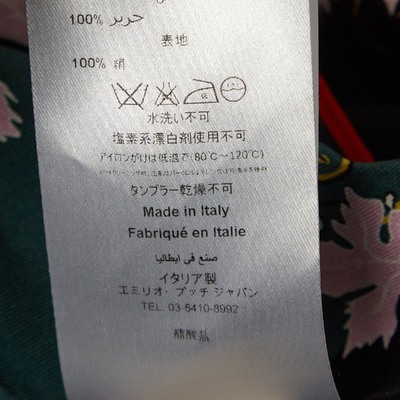 100% حرير
表地
100% 絹
水洗い不可
塩素系漂白剤使用不可
アイロンがけは低温で(80℃~120℃)
タンブラー乾燥不可
Made in Italy
Fabriqué en Italie
صنع في ايطاليا
イタリア製
エミリオ・プッチ ジャパン
TEL. 03-5410-8992